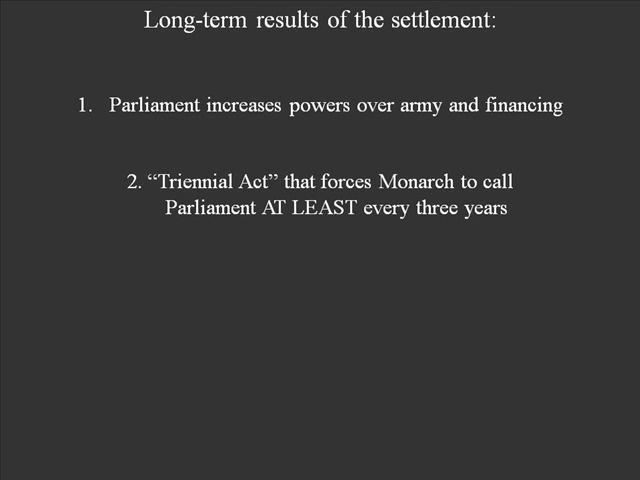 Long-term results of the settlement:
1. Parliament increases powers over army and financing
2. “Triennial Act” that forces Monarch to call
Parliament AT LEAST every three years